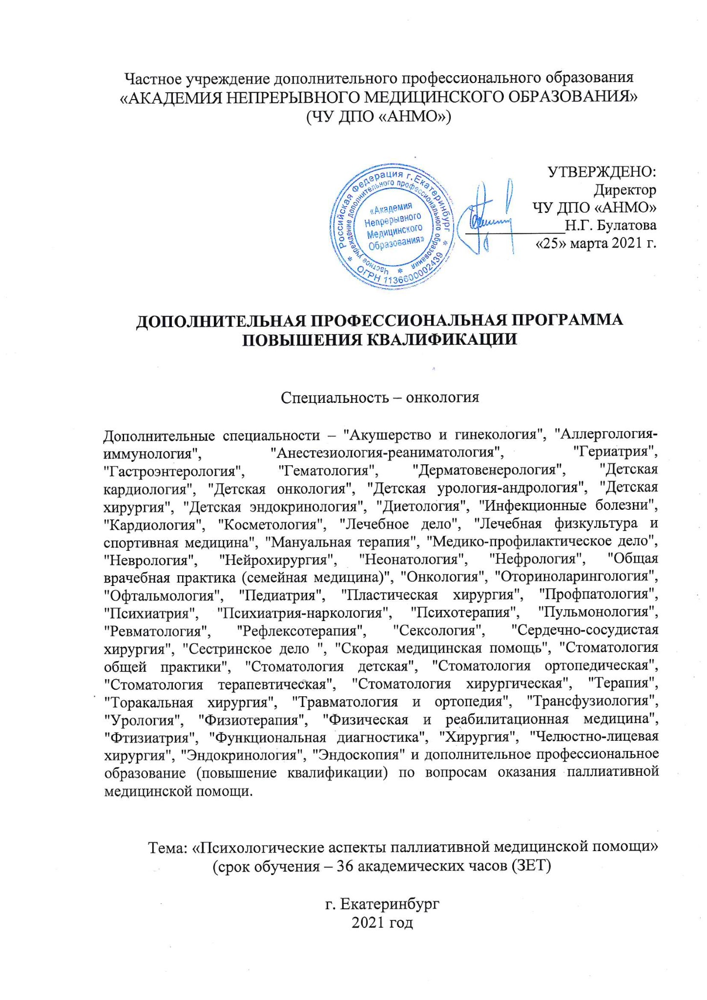 Частное учреждение дополнительного профессионального образования
«АКАДЕМИЯ НЕПРЕРЫВНОГО МЕДИЦИНСКОГО ОБРАЗОВАНИЯ»
(ЧУ ДПО «АНМО»)
УТВЕРЖДЕНО:
Директор
ЧУ ДПО «АНМО»
Н.Г. Булатова
«25» марта 2021 г.
* Российская Федерация г.Екатеринбург *
ОГРН 1136600002439
Частное учреждение дополнительного профессионального образования *
«Академия
Непрерывного
Медицинского
Образования»
ДОПОЛНИТЕЛЬНАЯ ПРОФЕССИОНАЛЬНАЯ ПРОГРАММА
ПОВЫШЕНИЯ КВАЛИФИКАЦИИ
Специальность – онкология
Дополнительные специальности – "Акушерство и гинекология", "Аллергология-
иммунология", "Анестезиология-реаниматология", "Гериатрия",
"Гастроэнтерология", "Гематология", "Дерматовенерология", "Детская
кардиология", "Детская онкология", "Детская урология-андрология", "Детская
хирургия", "Детская эндокринология", "Диетология", "Инфекционные болезни",
"Кардиология", "Косметология", "Лечебное дело", "Лечебная физкультура и
спортивная медицина", "Мануальная терапия", "Медико-профилактическое дело",
"Неврология", "Нейрохирургия", "Неонатология", "Нефрология", "Общая
врачебная практика (семейная медицина)", "Онкология", "Оториноларингология",
"Офтальмология", "Педиатрия", "Пластическая хирургия", "Профпатология",
"Психиатрия", "Психиатрия-наркология", "Психотерапия", "Пульмонология",
"Ревматология", "Рефлексотерапия", "Сексология", "Сердечно-сосудистая
хирургия", "Сестринское дело ", "Скорая медицинская помощь", "Стоматология
общей практики", "Стоматология детская", "Стоматология ортопедическая",
"Стоматология терапевтическая", "Стоматология хирургическая", "Терапия",
"Торакальная хирургия", "Травматология и ортопедия", "Трансфузиология",
"Урология", "Физиотерапия", "Физическая и реабилитационная медицина",
"Фтизиатрия", "Функциональная диагностика", "Хирургия", "Челюстно-лицевая
хирургия", "Эндокринология", "Эндоскопия" и дополнительное профессиональное
образование (повышение квалификации) по вопросам оказания паллиативной
медицинской помощи.
Тема: «Психологические аспекты паллиативной медицинской помощи»
(срок обучения – 36 академических часов (ЗЕТ)
г. Екатеринбург
2021 год